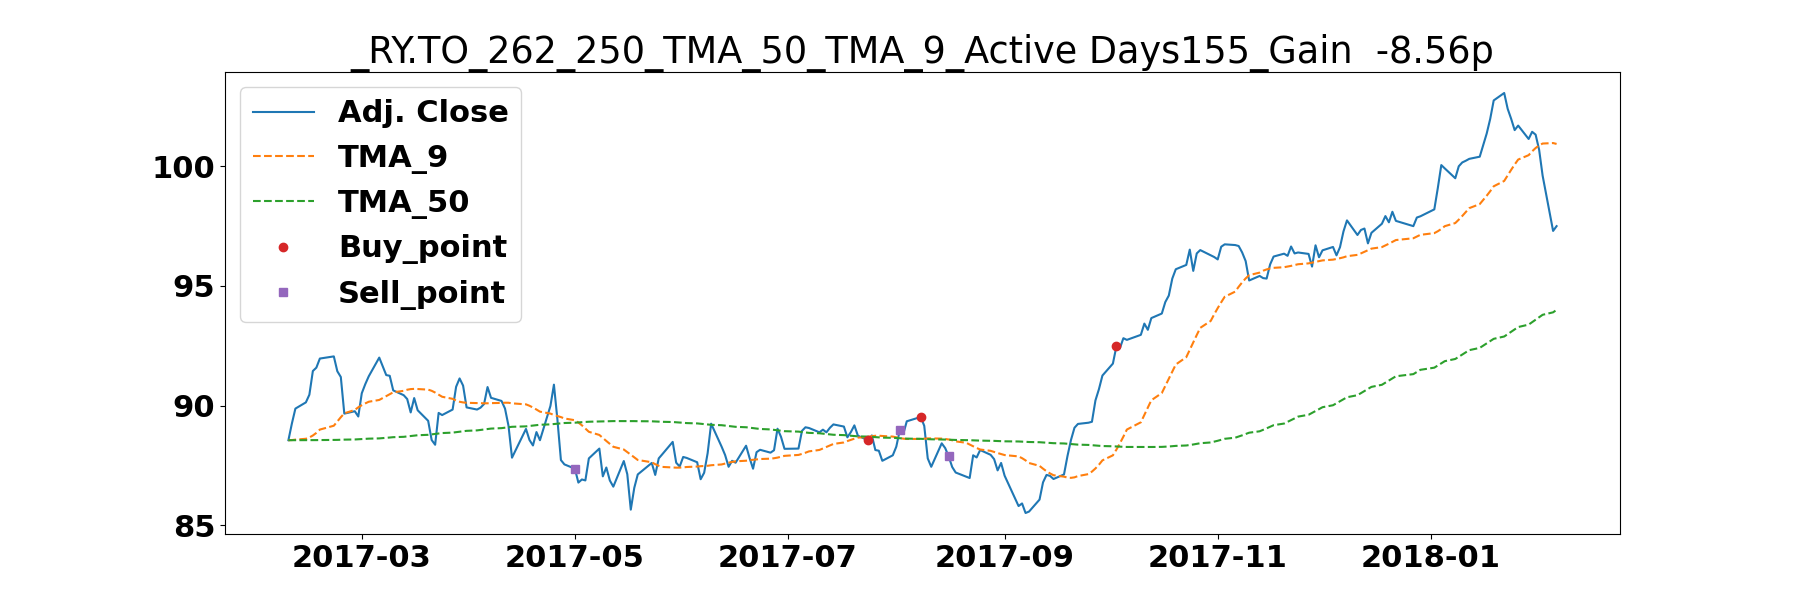 _RY.TO_262_250_TMA_50_TMA_9_Active Days155_Gain  -8.56p
Adj. Close
TMA_9
TMA_50
Buy_point
Sell_point
100
95
90
85
2017-03 2017-05 2017-07 2017-09 2017-11 2018-01